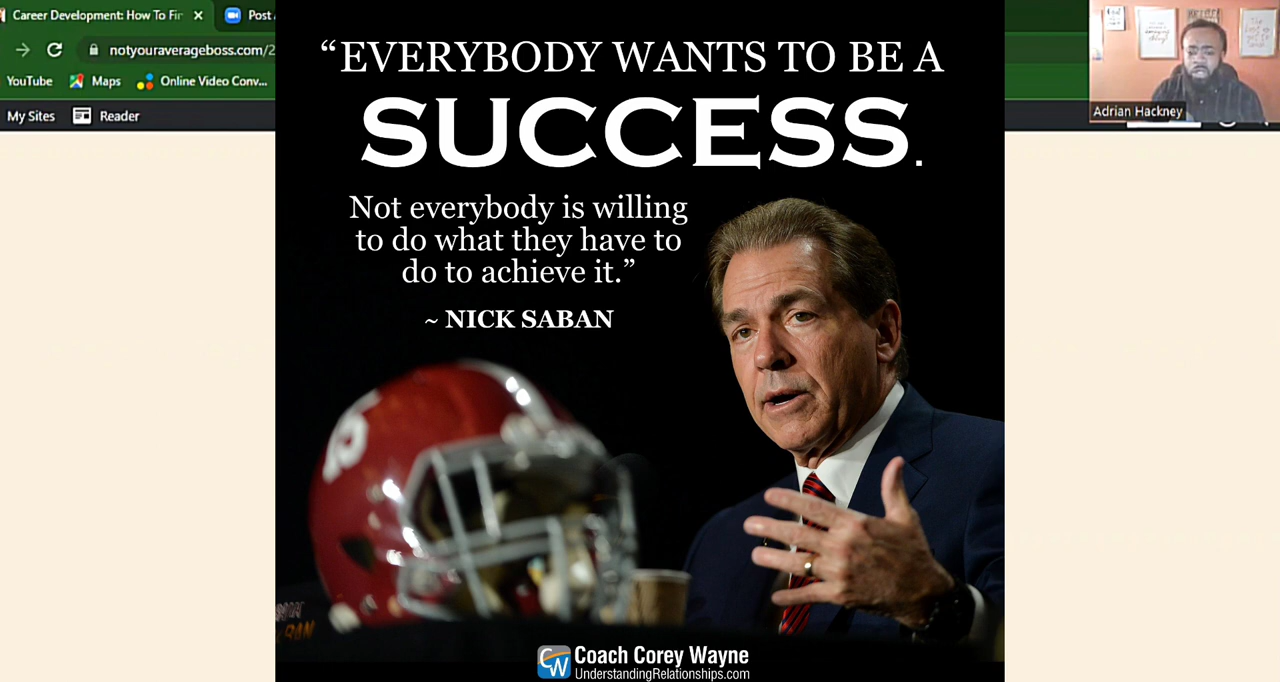 Career Development: How To Fir
Post
notyouraverageboss.com/2
YouTube
Maps
Online Video Conv...
My Sites
Reader
Adrian Hackney
“EVERYBODY WANTS TO BE A
SUCCESS.
Not everybody is willing
to do what they have to
do to achieve it.”
~ NICK SABAN
Coach Corey Wayne
UnderstandingRelationships.com
CW